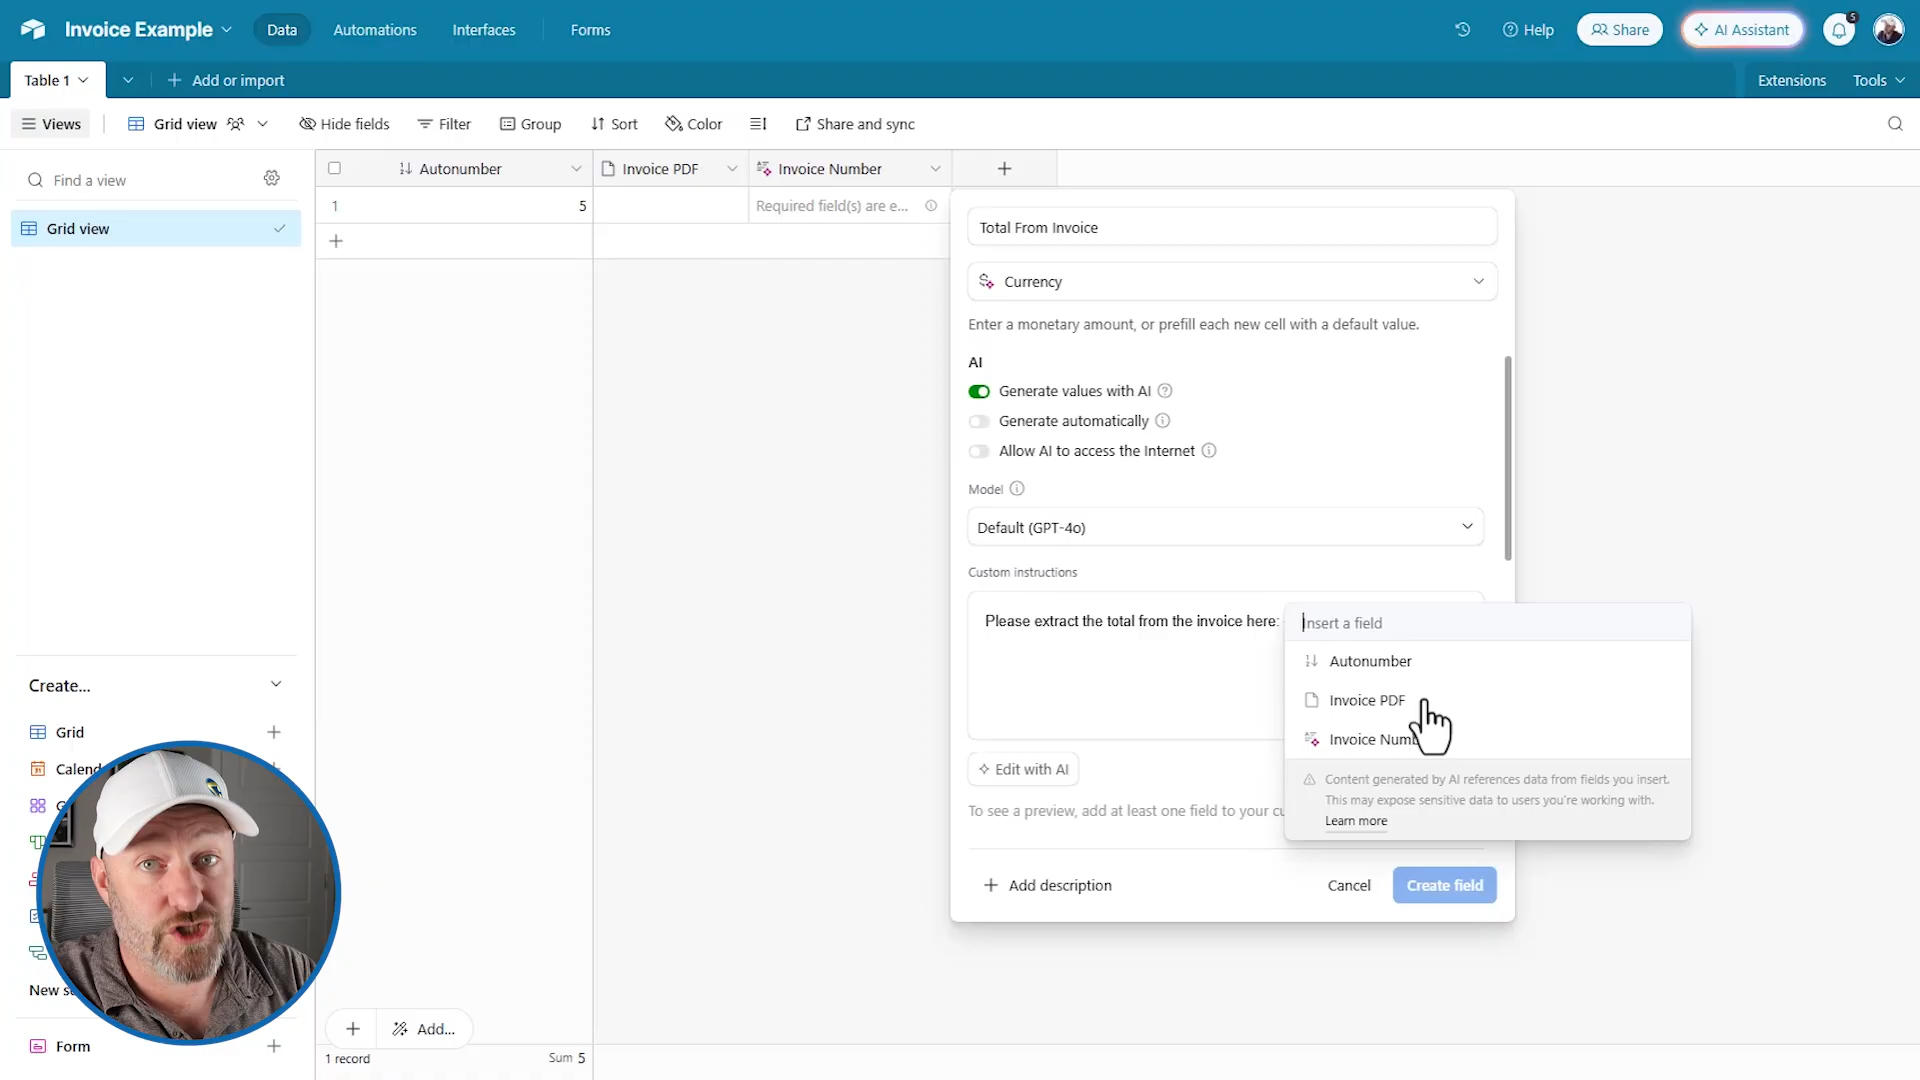 Invoice Example
Data
Automations
Interfaces
Forms
Help
Share
AI Assistant
5
Table 1
Add or import
Extensions
Tools
Views
Grid view
Hide fields
Filter
Group
Sort
Color
Share and sync
Find a view
Grid view
Autonumber
Invoice PDF
Invoice Number
1
5
Required field(s) are e...
Total From Invoice
Currency
Enter a monetary amount, or prefill each new cell with a default value.
AI
Generate values with AI
Generate automatically
Allow AI to access the Internet
Model
Default (GPT-4o)
Custom instructions
Please extract the total from the invoice here:
Insert a field
Autonumber
Invoice PDF
Invoice Num
Content generated by AI references data from fields you insert.
This may expose sensitive data to users you're working with.
Learn more
Edit with AI
To see a preview, add at least one field to your cu
Add description
Cancel
Create field
Create...
Grid
Calend
G
New s
Form
Add...
1 record
Sum 5